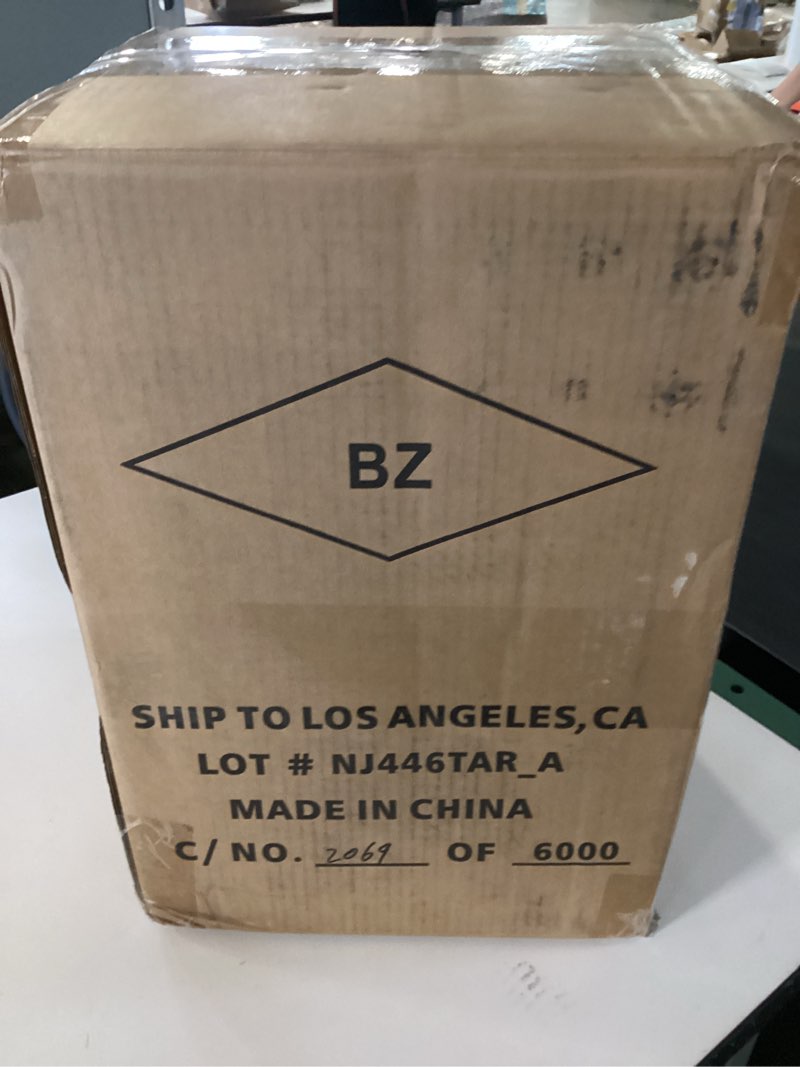 BZ
SHIP TO LOS ANGELES, CA
LOT # NJ446TAR_A
MADE IN CHINA
C/ NO. 2069 OF 6000